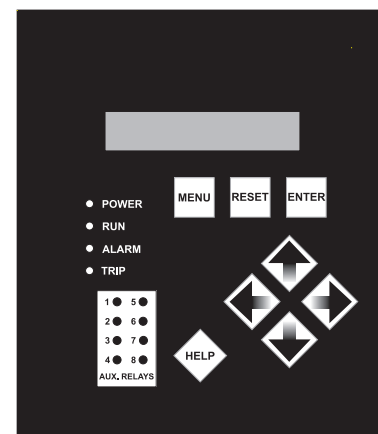 MENU RESET ENTER
POWER
RUN
ALARM
TRIP
1 5
2 6
3 7
4 8
AUX. RELAYS
HELP